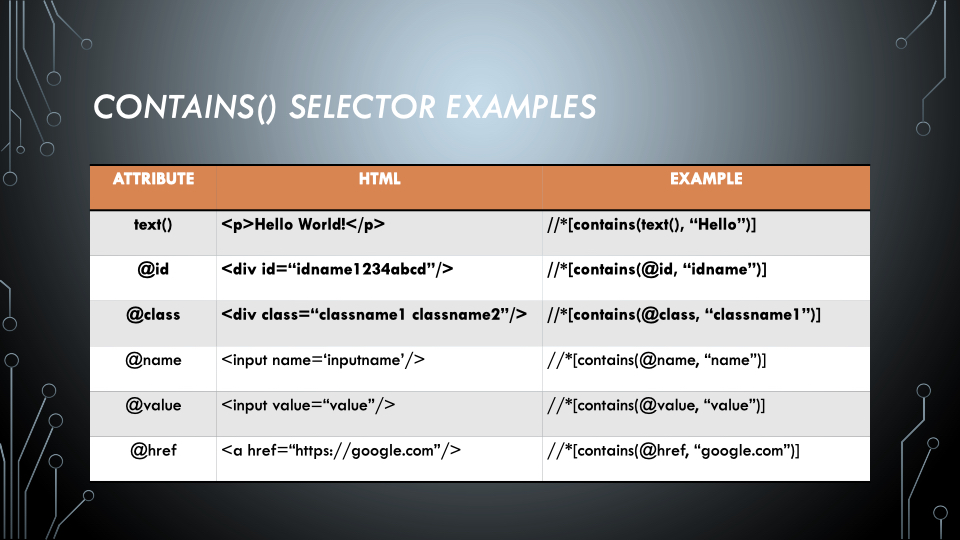 CONTAINS() SELECTOR EXAMPLES
ATTRIBUTE HTML EXAMPLE
text() <p>Hello World!</p> //*[contains(text(), “Hello”)]
@id <div id=“idname1234abcd”/> //*[contains(@id, “idname”)]
@class <div class=“classname1 classname2”/> //*[contains(@class, “classname1”)]
@name <input name=‘inputname’/> //*[contains(@name, “name”)]
@value <input value=“value”/> //*[contains(@value, “value”)]
@href <a href=“https://google.com”/> //*[contains(@href, “google.com”)]